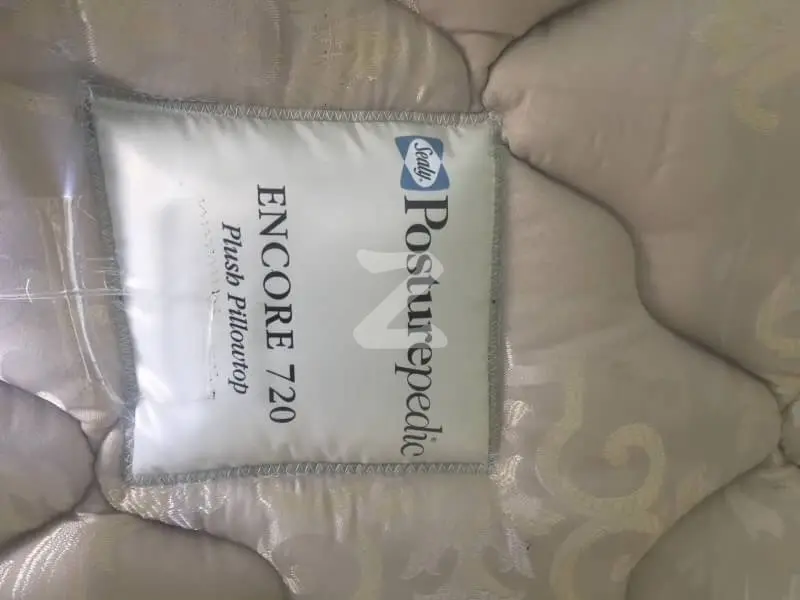 Sealy.
Posturepedic
ENCORE 720
Plush Pillowtop